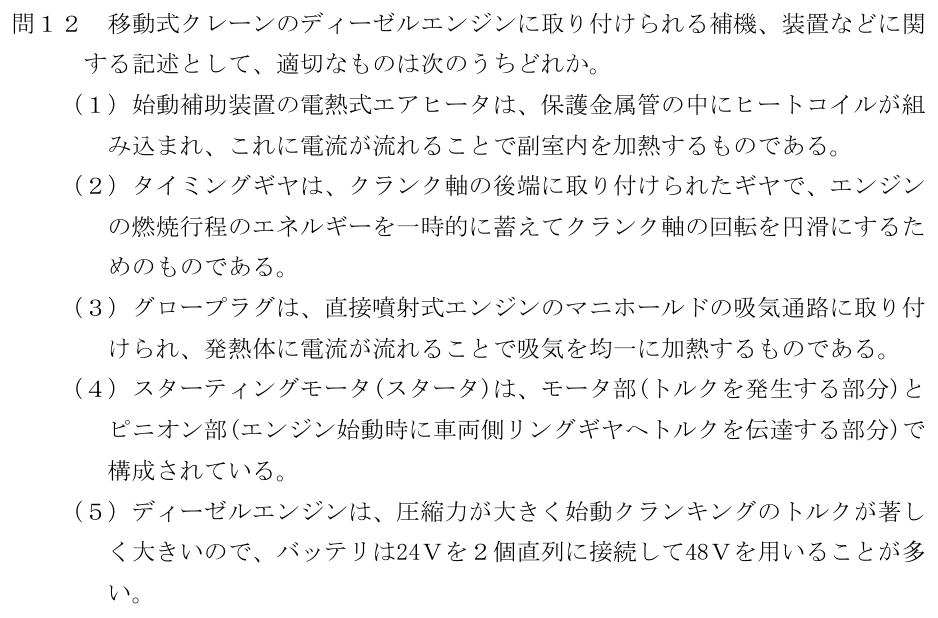 問１２　移動式クレーンのディーゼルエンジンに取り付けられる補機、装置などに関
する記述として、適切なものは次のうちどれか。
（１）始動補助装置の電熱式エアヒータは、保護金属管の中にヒートコイルが組
み込まれ、これに電流が流れることで副室内を加熱するものである。
（２）タイミングギヤは、クランク軸の後端に取り付けられたギヤで、エンジン
の燃焼行程のエネルギーを一時的に蓄えてクランク軸の回転を円滑にするた
めのものである。
（３）グロープラグは、直接噴射式エンジンのマニホールドの吸気通路に取り付
けられ、発熱体に電流が流れることで吸気を均一に加熱するものである。
（４）スターティングモータ(スタータ)は、モータ部(トルクを発生する部分)と
ピニオン部(エンジン始動時に車両側リングギヤへトルクを伝達する部分)で
構成されている。
（５）ディーゼルエンジンは、圧縮力が大きく始動クランキングのトルクが著し
く大きいので、バッテリは24Ｖを２個直列に接続して48Ｖを用いることが多
い。